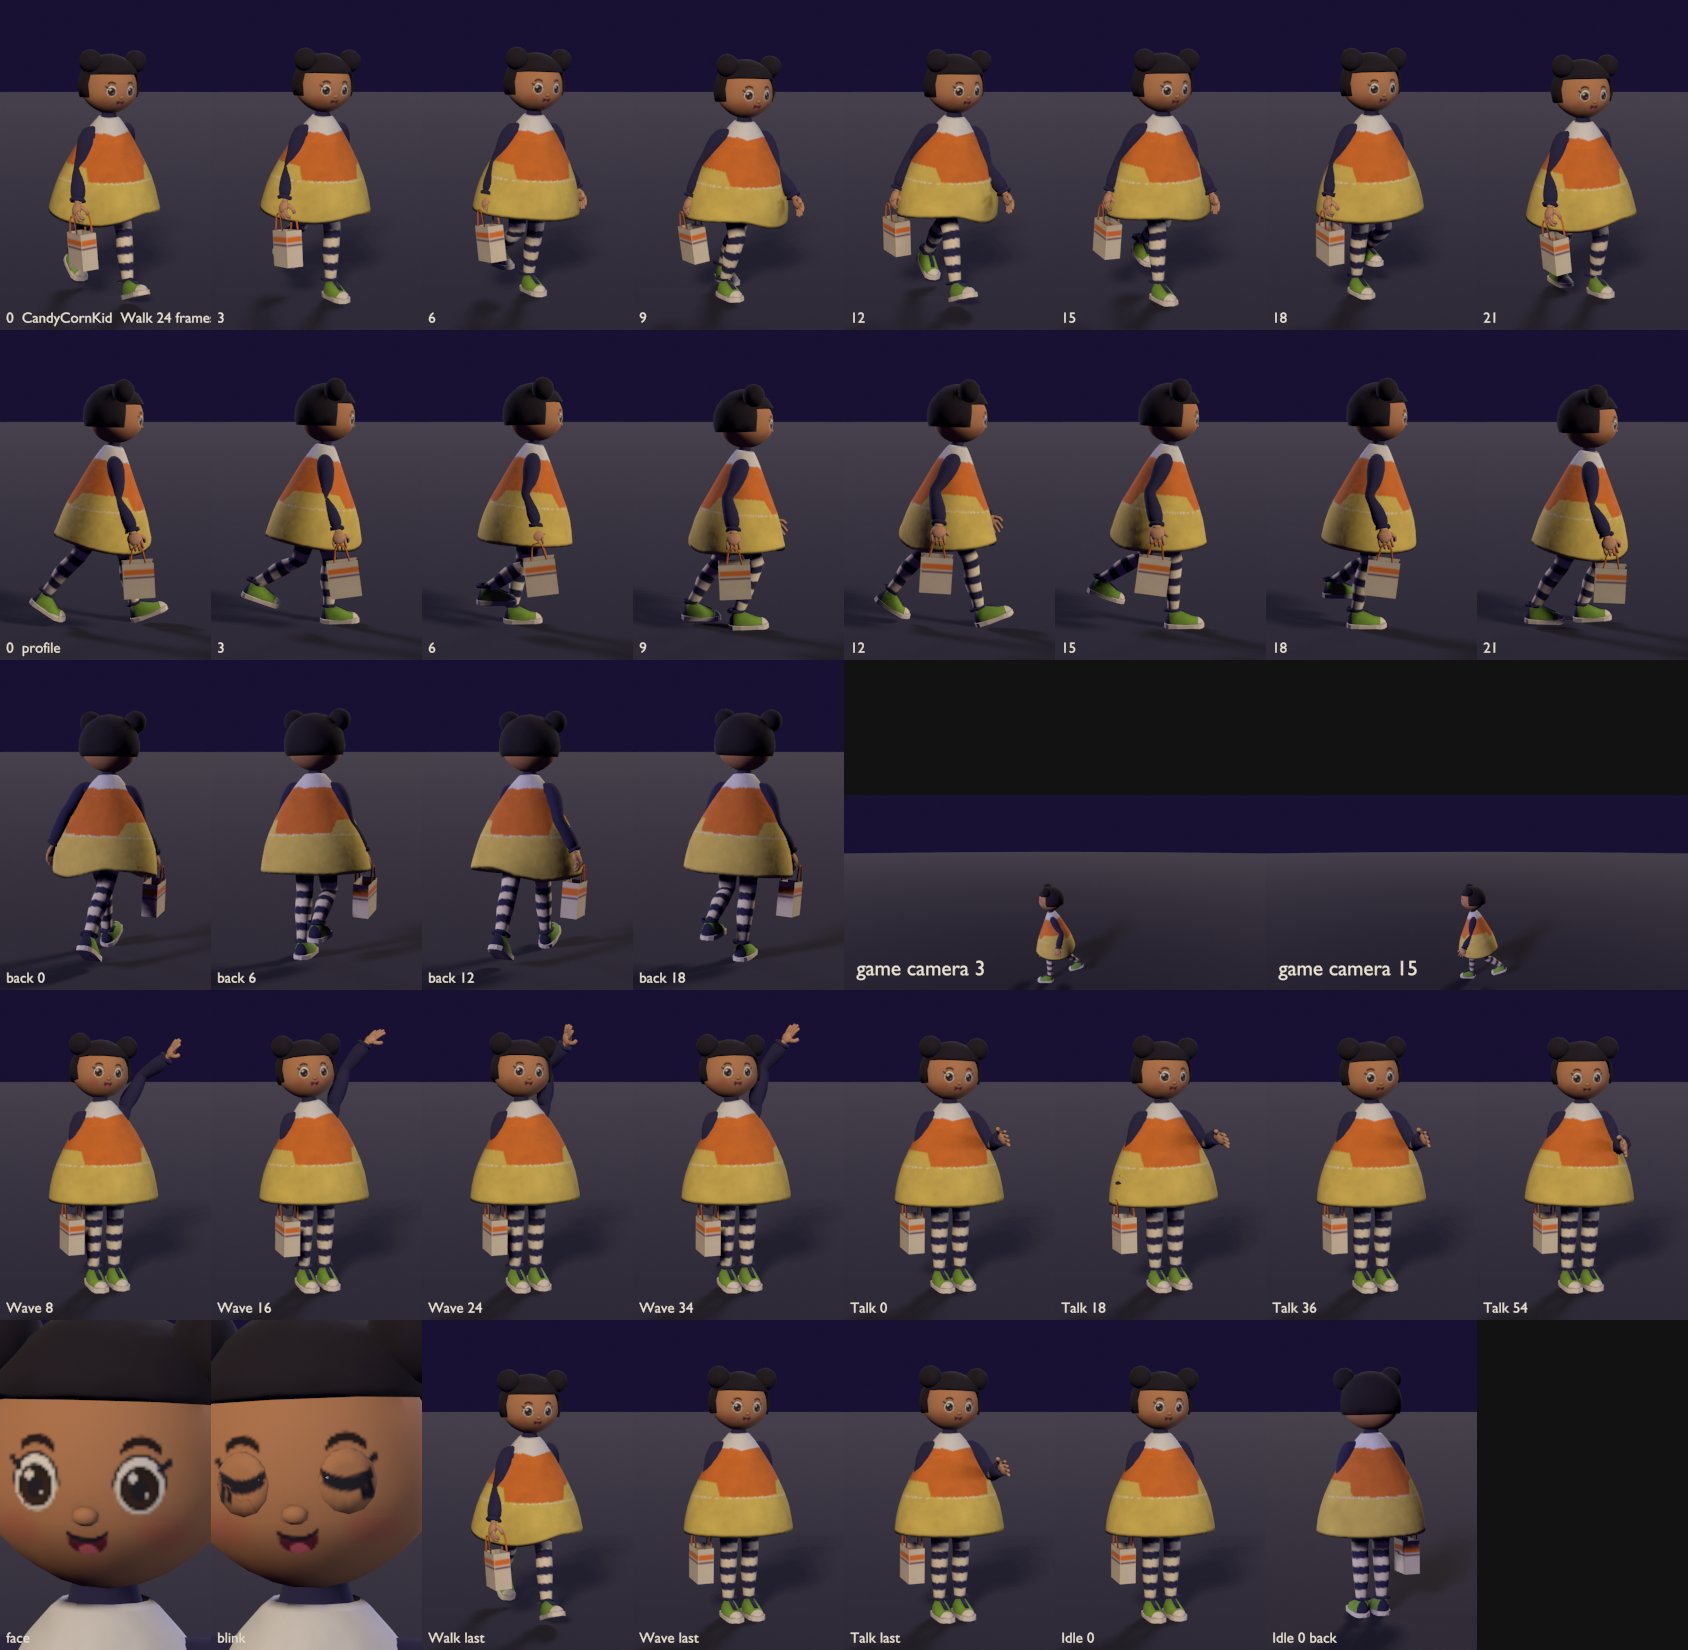 0 CandyCornKid Walk 24 frame
3
6
9
12
15
18
21
0 profile
3
6
9
12
15
18
21
back 0
back 6
back 12
back 18
game camera 3
game camera 15
Wave 8
Wave 16
Wave 24
Wave 34
Talk 0
Talk 18
Talk 36
Talk 54
face
blink
Walk last
Wave last
Talk last
Idle 0
Idle 0 back